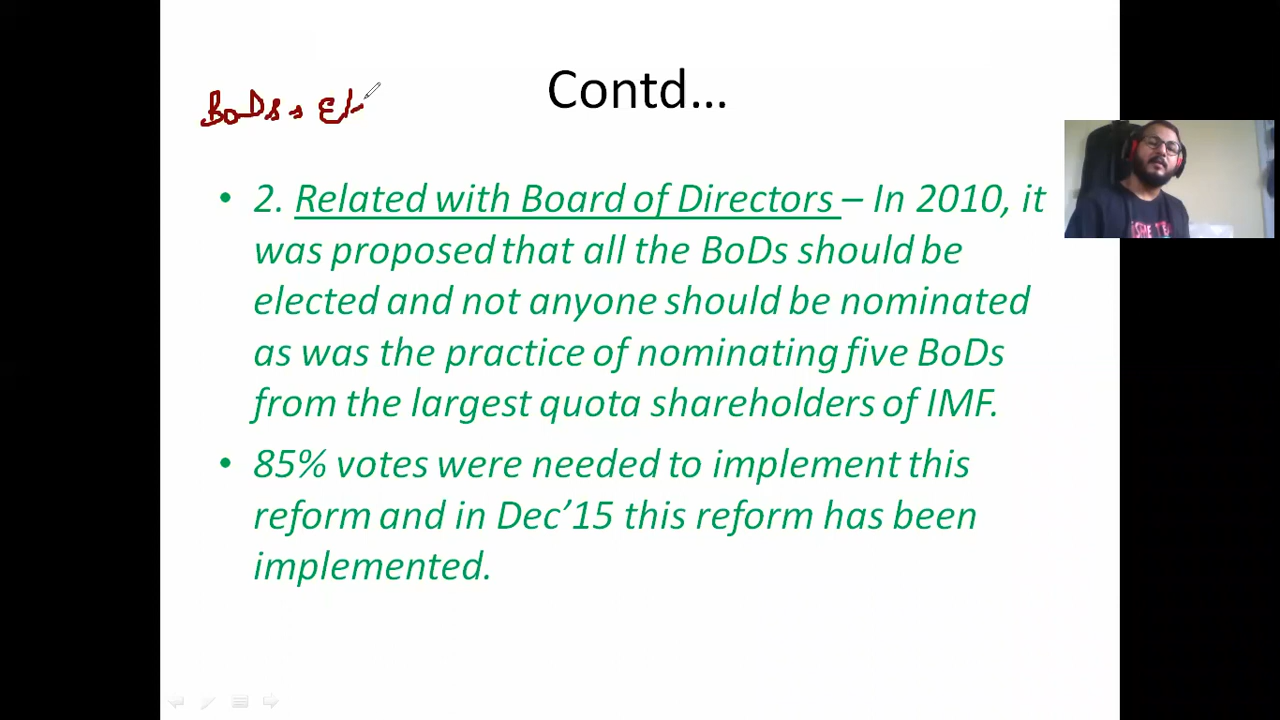 Contd...
BoDs
• 2. Related with Board of Directors – In 2010, it
was proposed that all the BoDs should be
elected and not anyone should be nominated
as was the practice of nominating five BoDs
from the largest quota shareholders of IMF.
• 85% votes were needed to implement this
reform and in Dec’15 this reform has been
implemented.